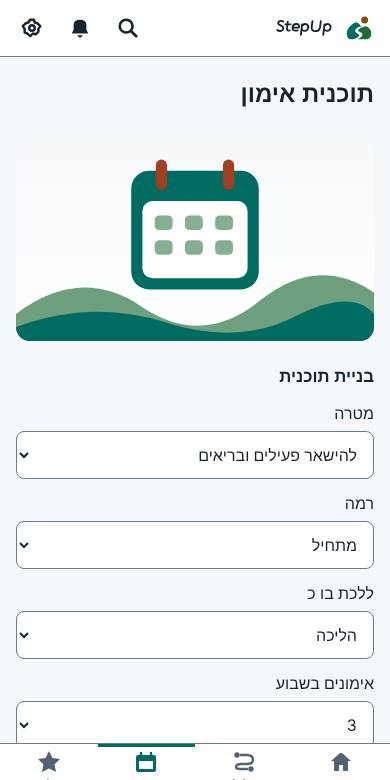 StepUp
תוכנית אימון
בניית תוכנית
מטרה
להישאר פעילים ובריאים
רמה
מתחיל
ללכת בו כ
הליכה
אימונים בשבוע
3